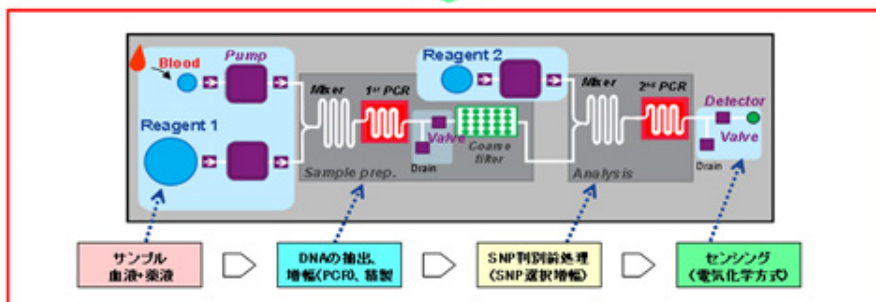 Blood
Pump
Reagent 2
Mixer
1st PCR
Mixer
2nd PCR
Detector
Reagent 1
Valve
Valve
Coarse
filter
Drain
Drain
Sample prep.
Analysis
サンプル
血液+薬液
DNAの抽出、
増幅(PCR)、精製
SNP判別前処理
(SNP選択増幅)
センシング
(電気化学方式)